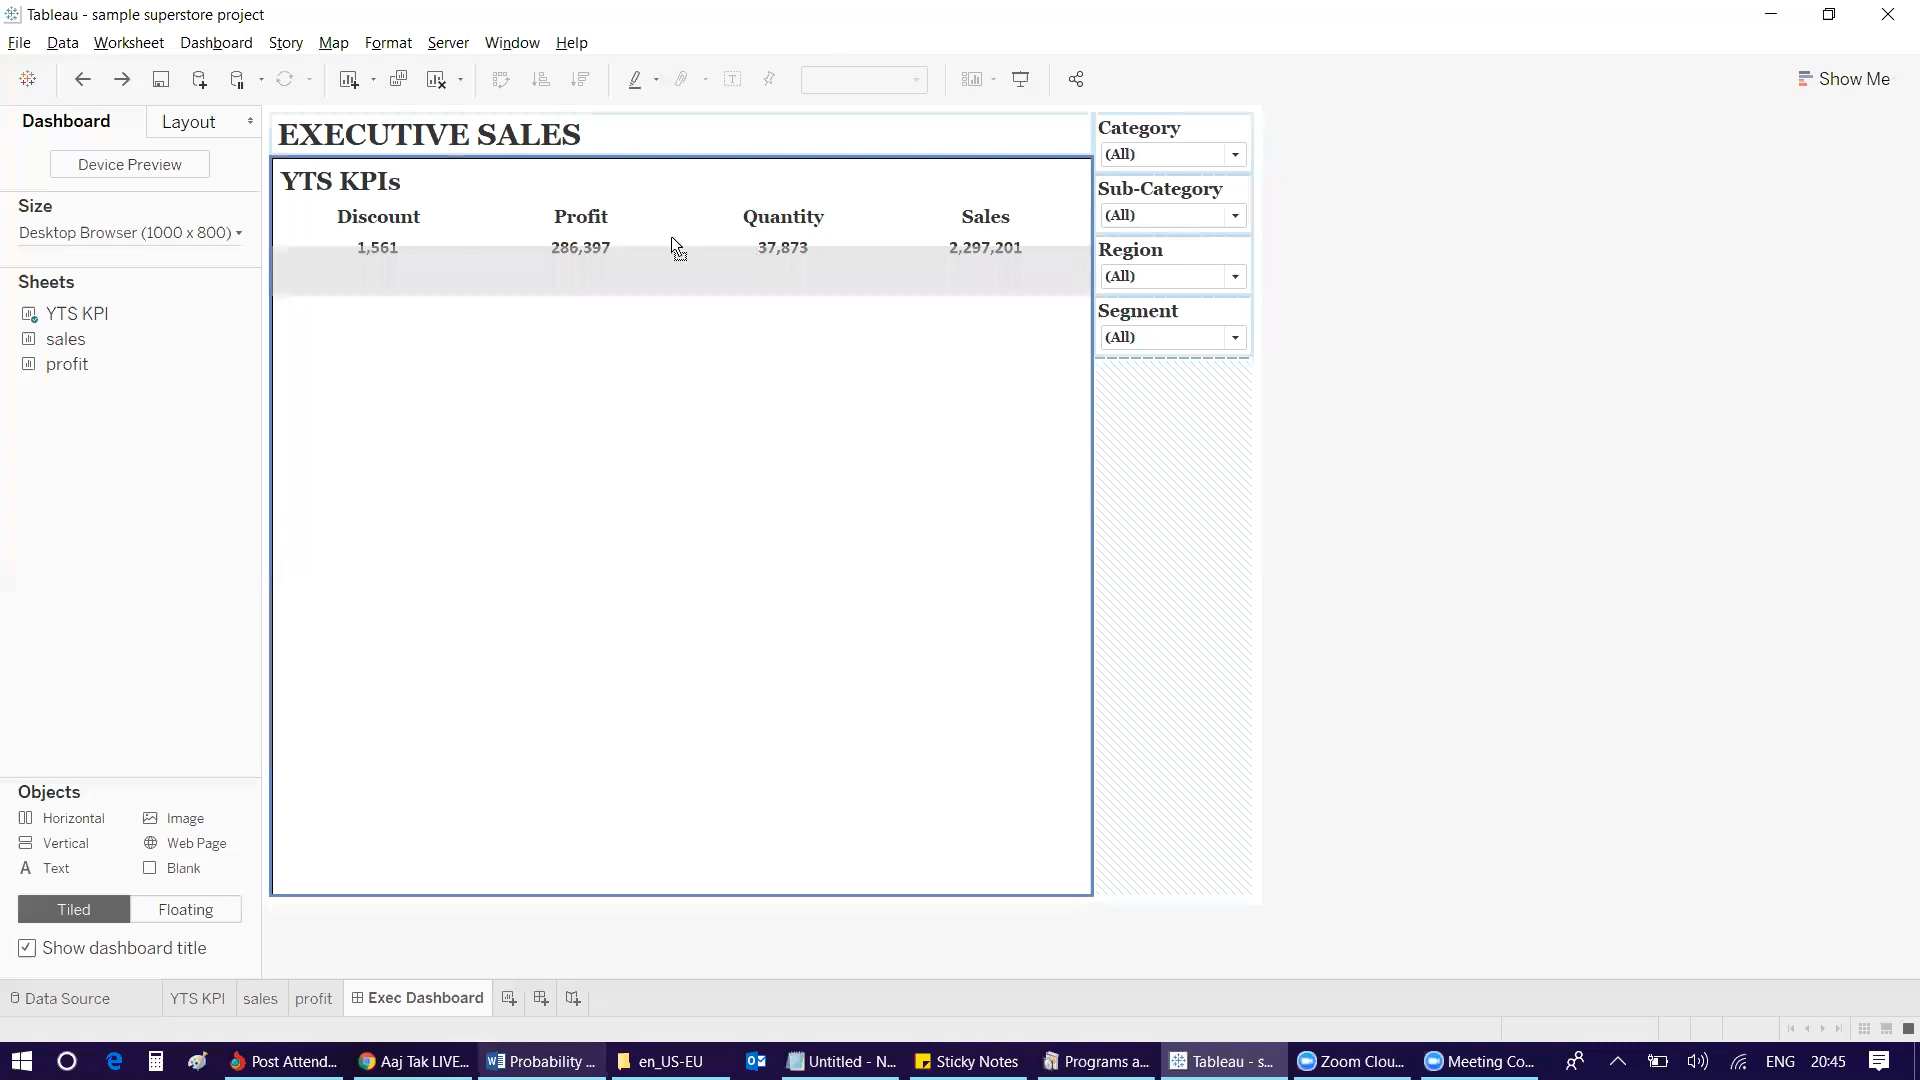 Tableau - sample superstore project
File Data Worksheet Dashboard Story Map Format Server Window Help
Show Me
Dashboard Layout
Device Preview
Size
Desktop Browser (1000 x 800)
Sheets
YTS KPI
sales
profit
Objects
Horizontal Image
Vertical Web Page
A Text Blank
Tiled Floating
Show dashboard title
EXECUTIVE SALES
YTS KPIs
Discount Profit Quantity Sales
1,561 286,397 37,873 2,297,201
Category
(All)
Sub-Category
(All)
Region
(All)
Segment
(All)
Data Source YTS KPI sales profit Exec Dashboard
Post Attend... Aaj Tak LIVE... Probability ... en_US-EU Untitled - N... Sticky Notes Programs a... Tableau - s... Zoom Clou... Meeting Co... ENG 20:45